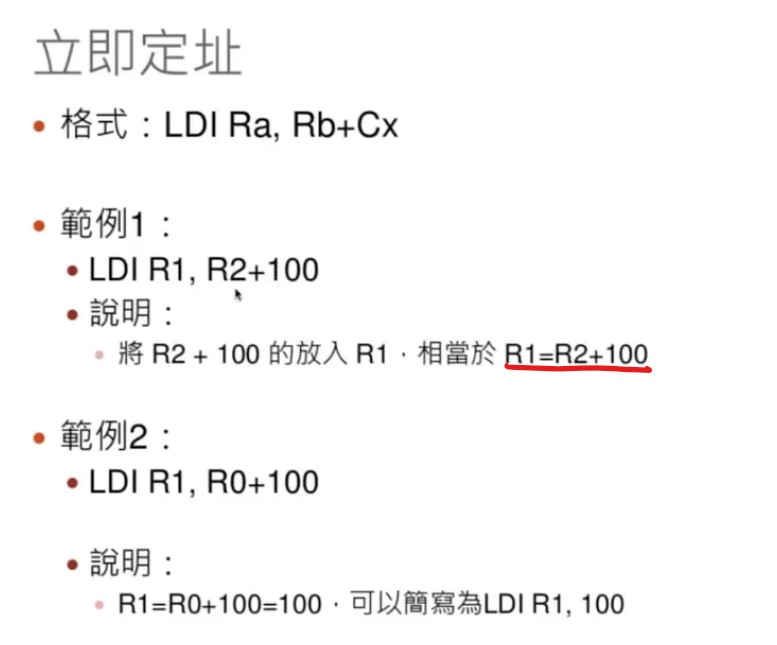 立即定址
• 格式：LDI Ra, Rb+Cx
• 範例1：
• LDI R1, R2+100
• 說明：
• 將 R2 + 100 的放入 R1，相當於 R1=R2+100
• 範例2：
• LDI R1, R0+100
• 說明：
• R1=R0+100=100，可以簡寫為LDI R1, 100